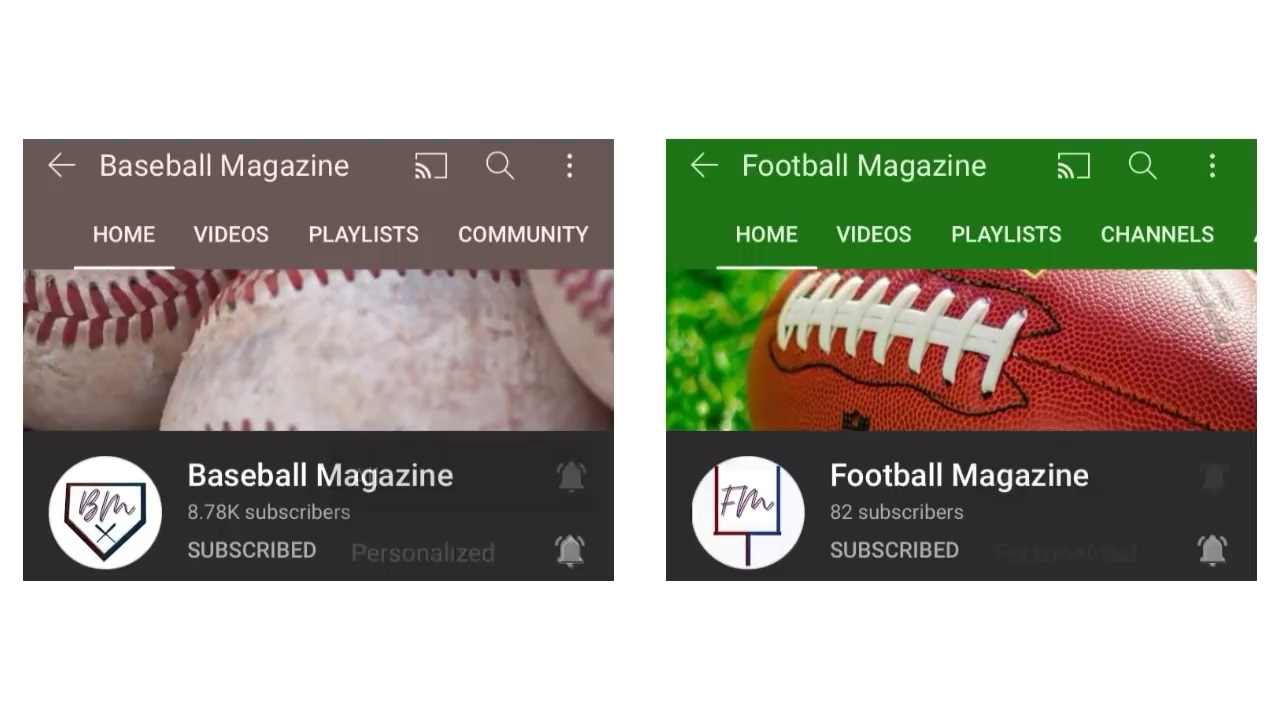 Baseball Magazine
HOME VIDEOS PLAYLISTS COMMUNITY
BM
Baseball Magazine
8.78K subscribers
SUBSCRIBED Personalized
Football Magazine
HOME VIDEOS PLAYLISTS CHANNELS
FM
Football Magazine
82 subscribers
SUBSCRIBED Personalized